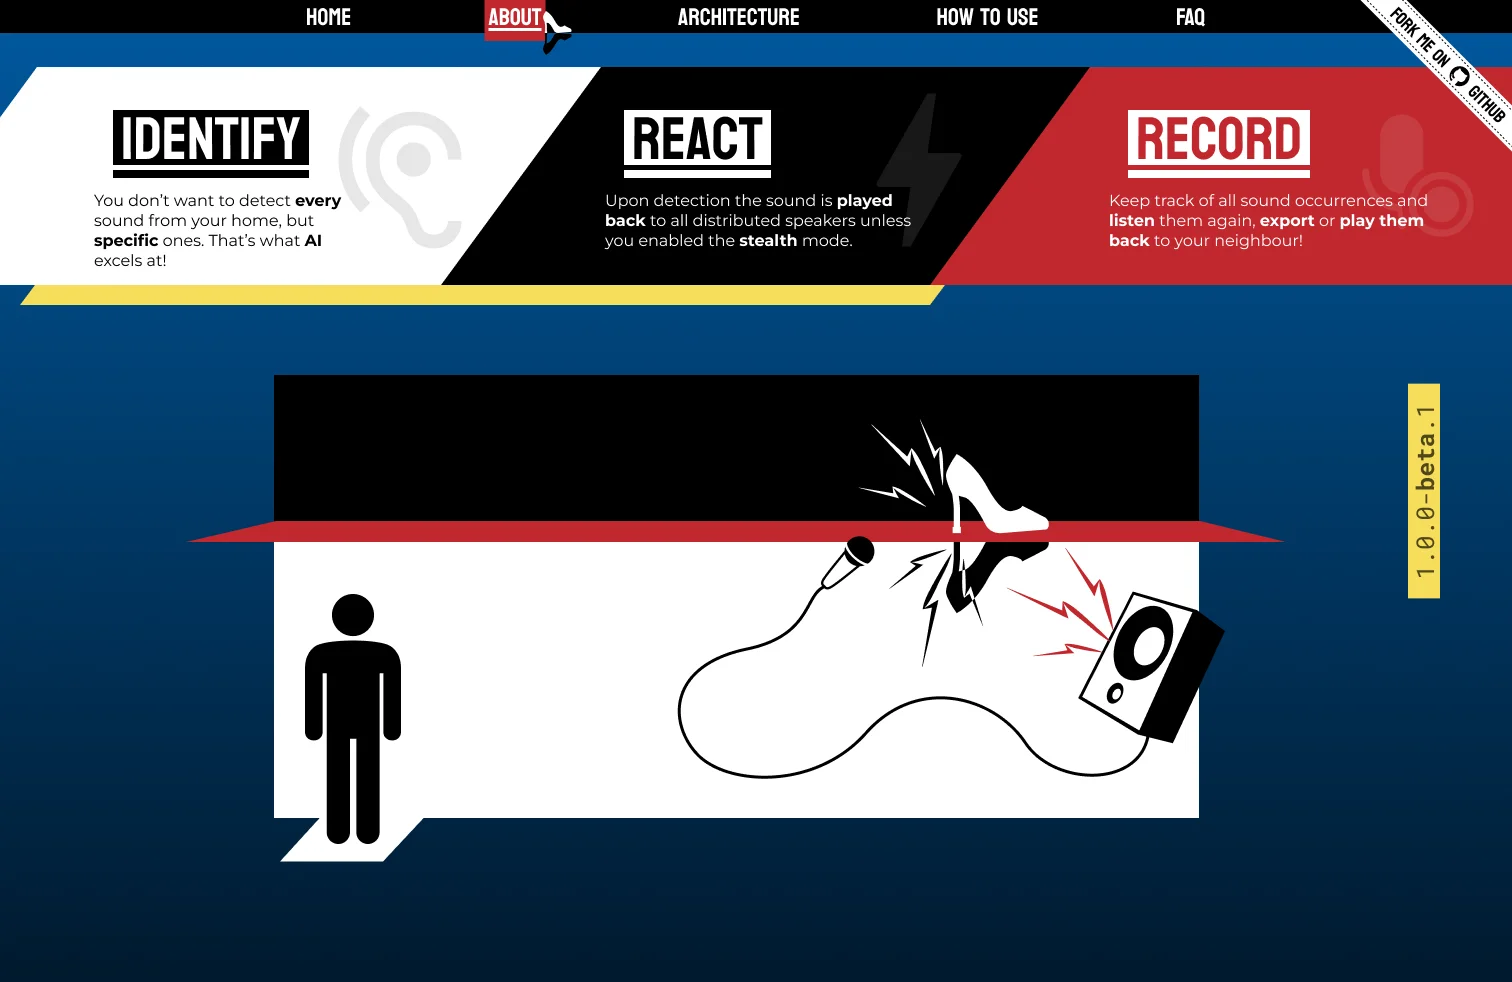 HOME
ABOUT
ARCHITECTURE
HOW TO USE
FAQ
FORK ME ON GITHUB
IDENTIFY
You don’t want to detect every
sound from your home, but
specific ones. That’s what AI
excels at!
REACT
Upon detection the sound is played
back to all distributed speakers unless
you enabled the stealth mode.
RECORD
Keep track of all sound occurrences and
listen them again, export or play them
back to your neighbour!
1.0.0-beta.1